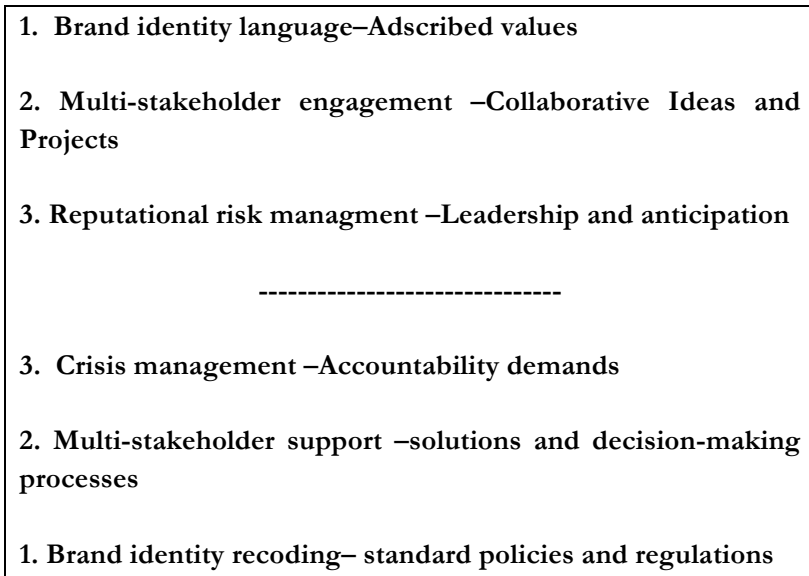 1. Brand identity language–Adscribed values
2. Multi-stakeholder engagement –Collaborative Ideas and
Projects
3. Reputational risk managment –Leadership and anticipation
-------------------------------
3. Crisis management –Accountability demands
2. Multi-stakeholder support –solutions and decision-making
processes
1. Brand identity recoding– standard policies and regulations